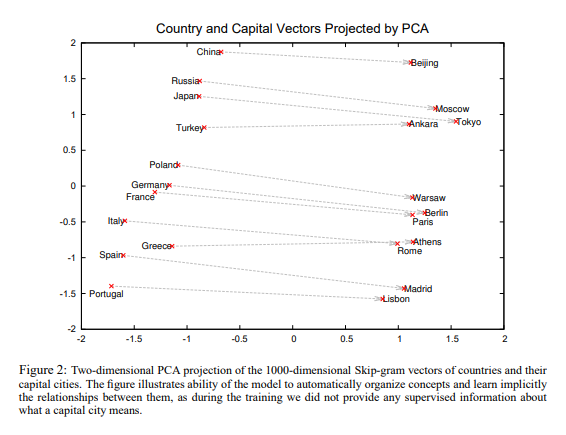 Country and Capital Vectors Projected by PCA
2
China
Beijing
1.5
Russia
Japan
Moscow
1
Turkey
Ankara
Tokyo
0.5
Poland
0
Germany
France
Warsaw
Berlin
Paris
-0.5
Italy
Greece
Athens
Rome
-1
Spain
Madrid
-1.5
Portugal
Lisbon
-2
-2 -1.5 -1 -0.5 0 0.5 1 1.5 2
Figure 2: Two-dimensional PCA projection of the 1000-dimensional Skip-gram vectors of countries and their
capital cities. The figure illustrates ability of the model to automatically organize concepts and learn implicitly
the relationships between them, as during the training we did not provide any supervised information about
what a capital city means.